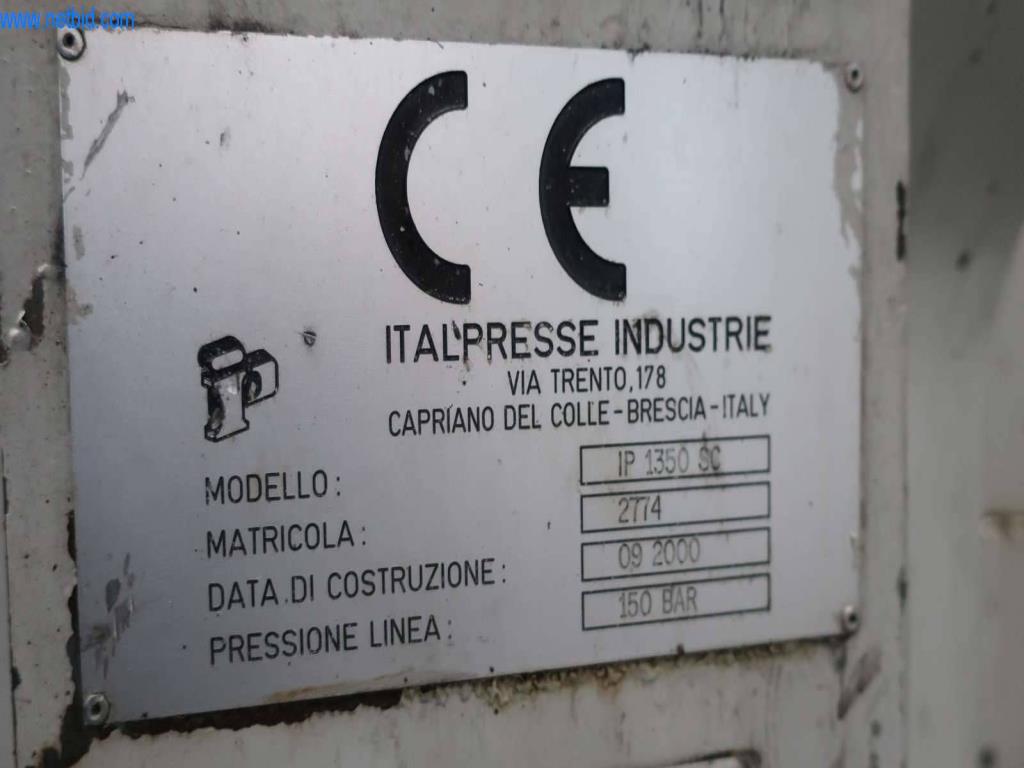 www.netbid.com
CE
ITALPRESSE INDUSTRIE
VIA TRENTO, 178
CAPRIANO DEL COLLE - BRESCIA - ITALY
MODELLO: IP 1350 SC
MATRICOLA: 2774
DATA DI COSTRUZIONE: 09 2000
PRESSIONE LINEA: 150 BAR